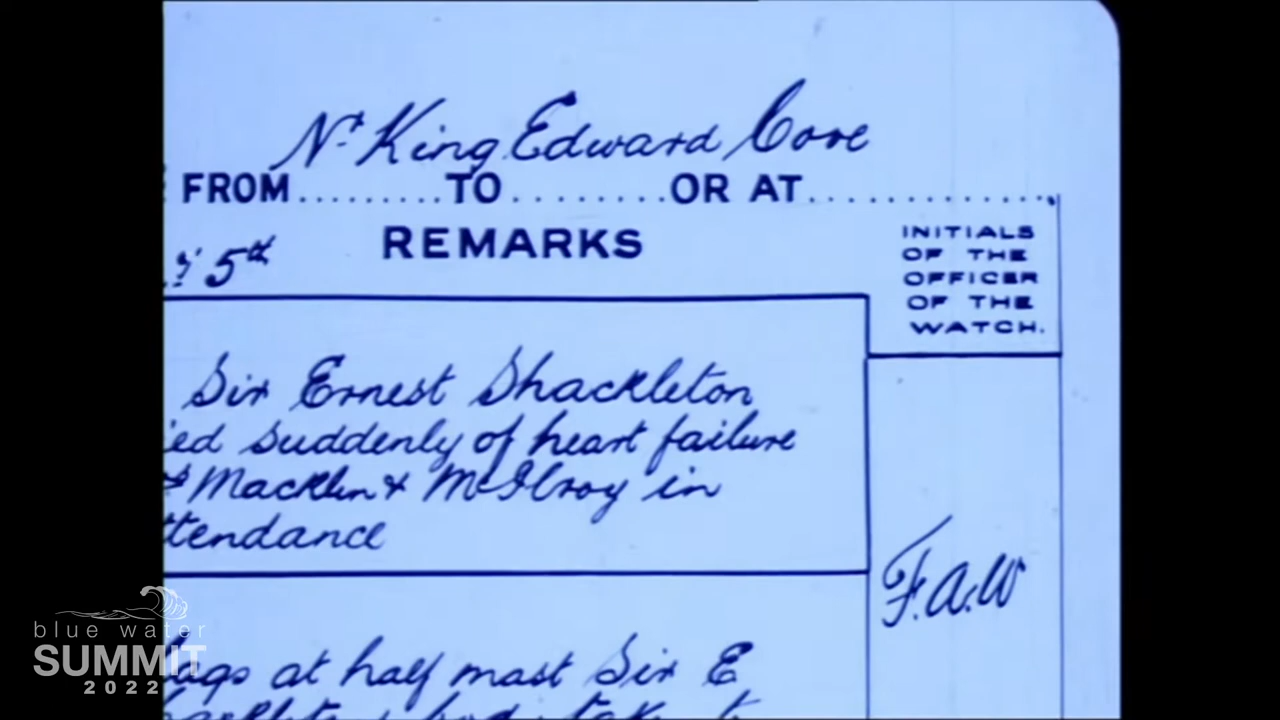 Nr King Edward Cove
FROM.........TO........OR AT..............
REMARKS
INITIALS
OF THE
OFFICER
OF THE
WATCH.
5th
Sir Ernest Shackleton
ied suddenly of heart failure
Macklin & McIlroy in
ttendance
F.A.W
lags at half mast Sir E
blue water
SUMMIT
2022